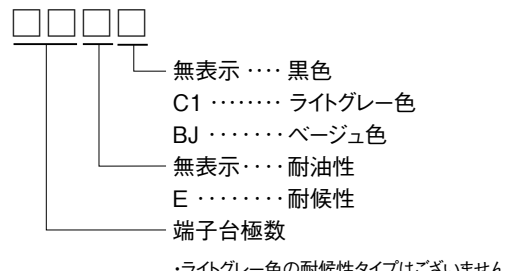 無表示 ‥‥ 黒色
C1 ‥‥‥‥ ライトグレー色
BJ ‥‥‥・ベージュ色
無表示‥‥耐油性
E ‥‥‥‥耐候性
端子台極数
・ライトグレー色の耐候性タイプはございません